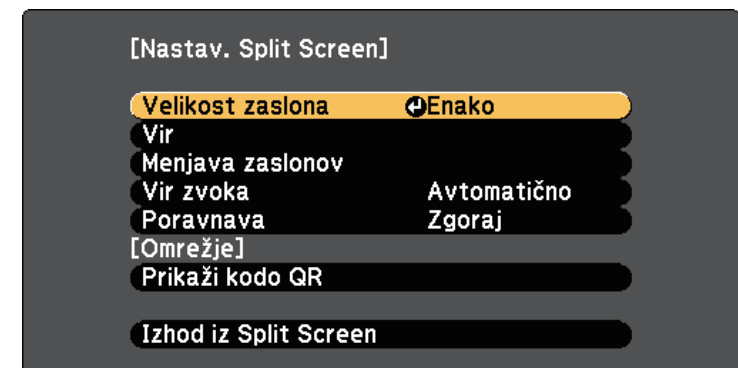 [Nastav. Split Screen]
Velikost zaslona Enako
Vir
Menjava zaslonov
Vir zvoka Avtomatično
Poravnava Zgoraj
[Omrežje]
Prikaži kodo QR
Izhod iz Split Screen